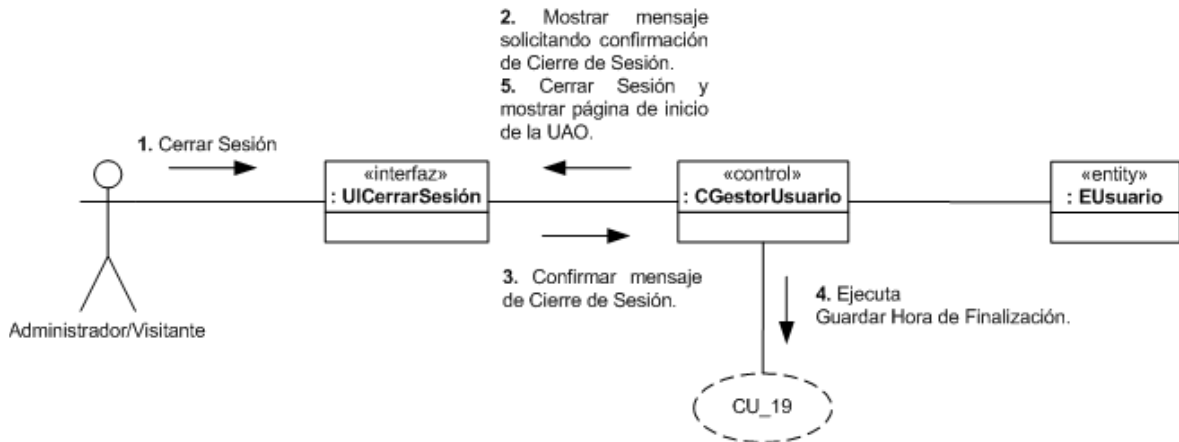 2. Mostrar mensaje
solicitando confirmación
de Cierre de Sesión.
5. Cerrar Sesión y
mostrar página de inicio
de la UAO.
1. Cerrar Sesión
«interfaz»
: UICerrarSesión
«control»
: CGestorUsuario
«entity»
: EUsuario
3. Confirmar mensaje
de Cierre de Sesión.
4. Ejecuta
Guardar Hora de Finalización.
Administrador/Visitante
CU_19